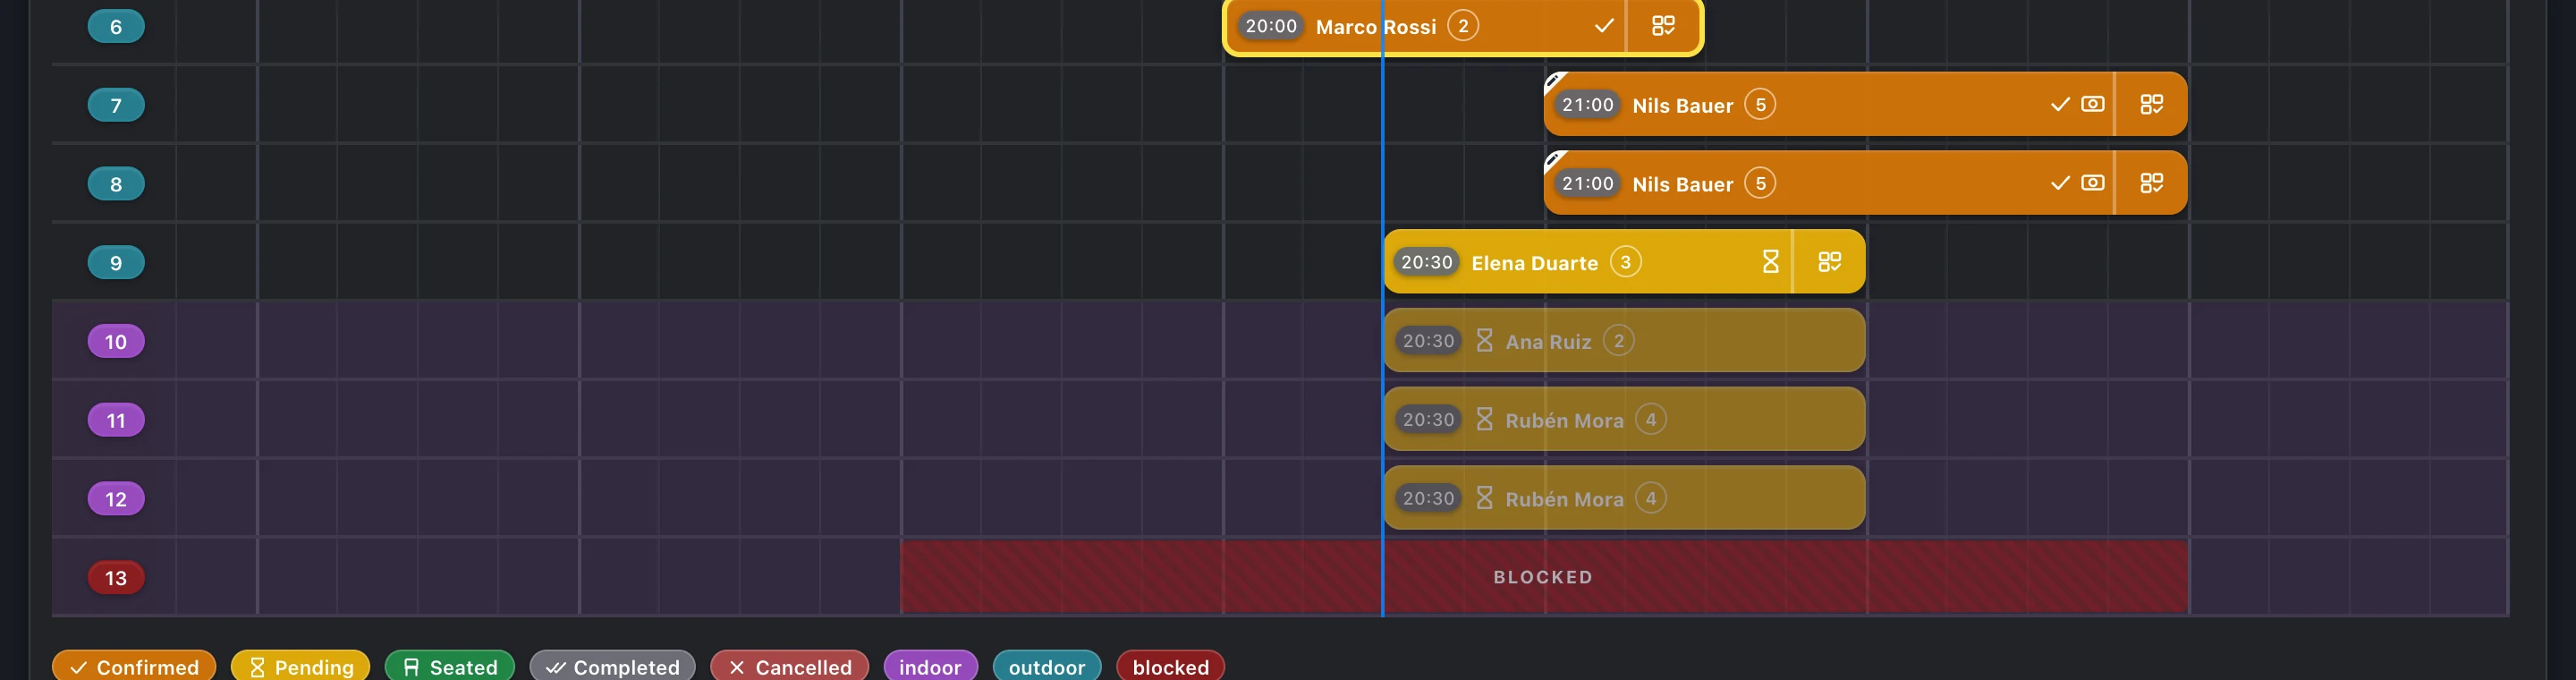 6 20:00 Marco Rossi 2
7 21:00 Nils Bauer 5
8 21:00 Nils Bauer 5
9 20:30 Elena Duarte 3
10 20:30 Ana Ruiz 2
11 20:30 Rubén Mora 4
12 20:30 Rubén Mora 4
13 BLOCKED
Confirmed Pending Seated Completed Cancelled indoor outdoor blocked